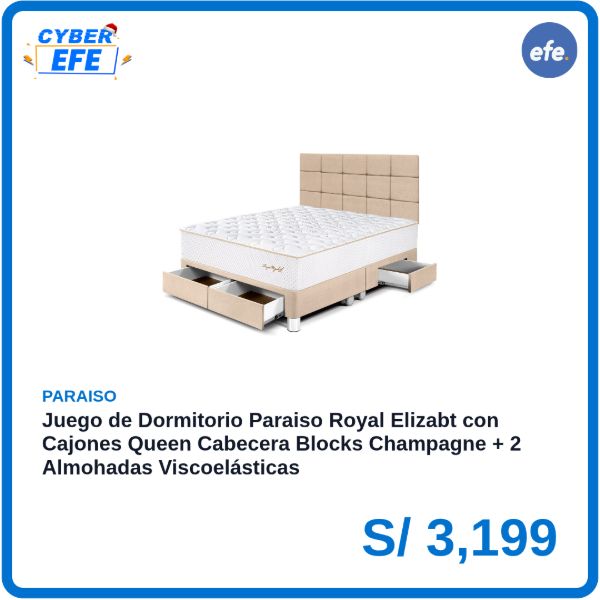 CYBER
EFE
efe.
PARAISO
Juego de Dormitorio Paraiso Royal Elizabt con
Cajones Queen Cabecera Blocks Champagne + 2
Almohadas Viscoelásticas
S/ 3,199